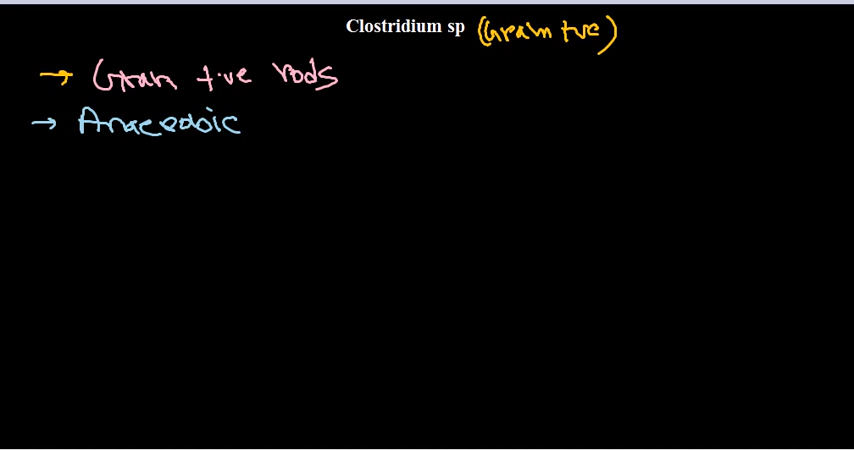 Clostridium sp (Gram +ve)
→ Gram +ve rods
→ Anaerobic